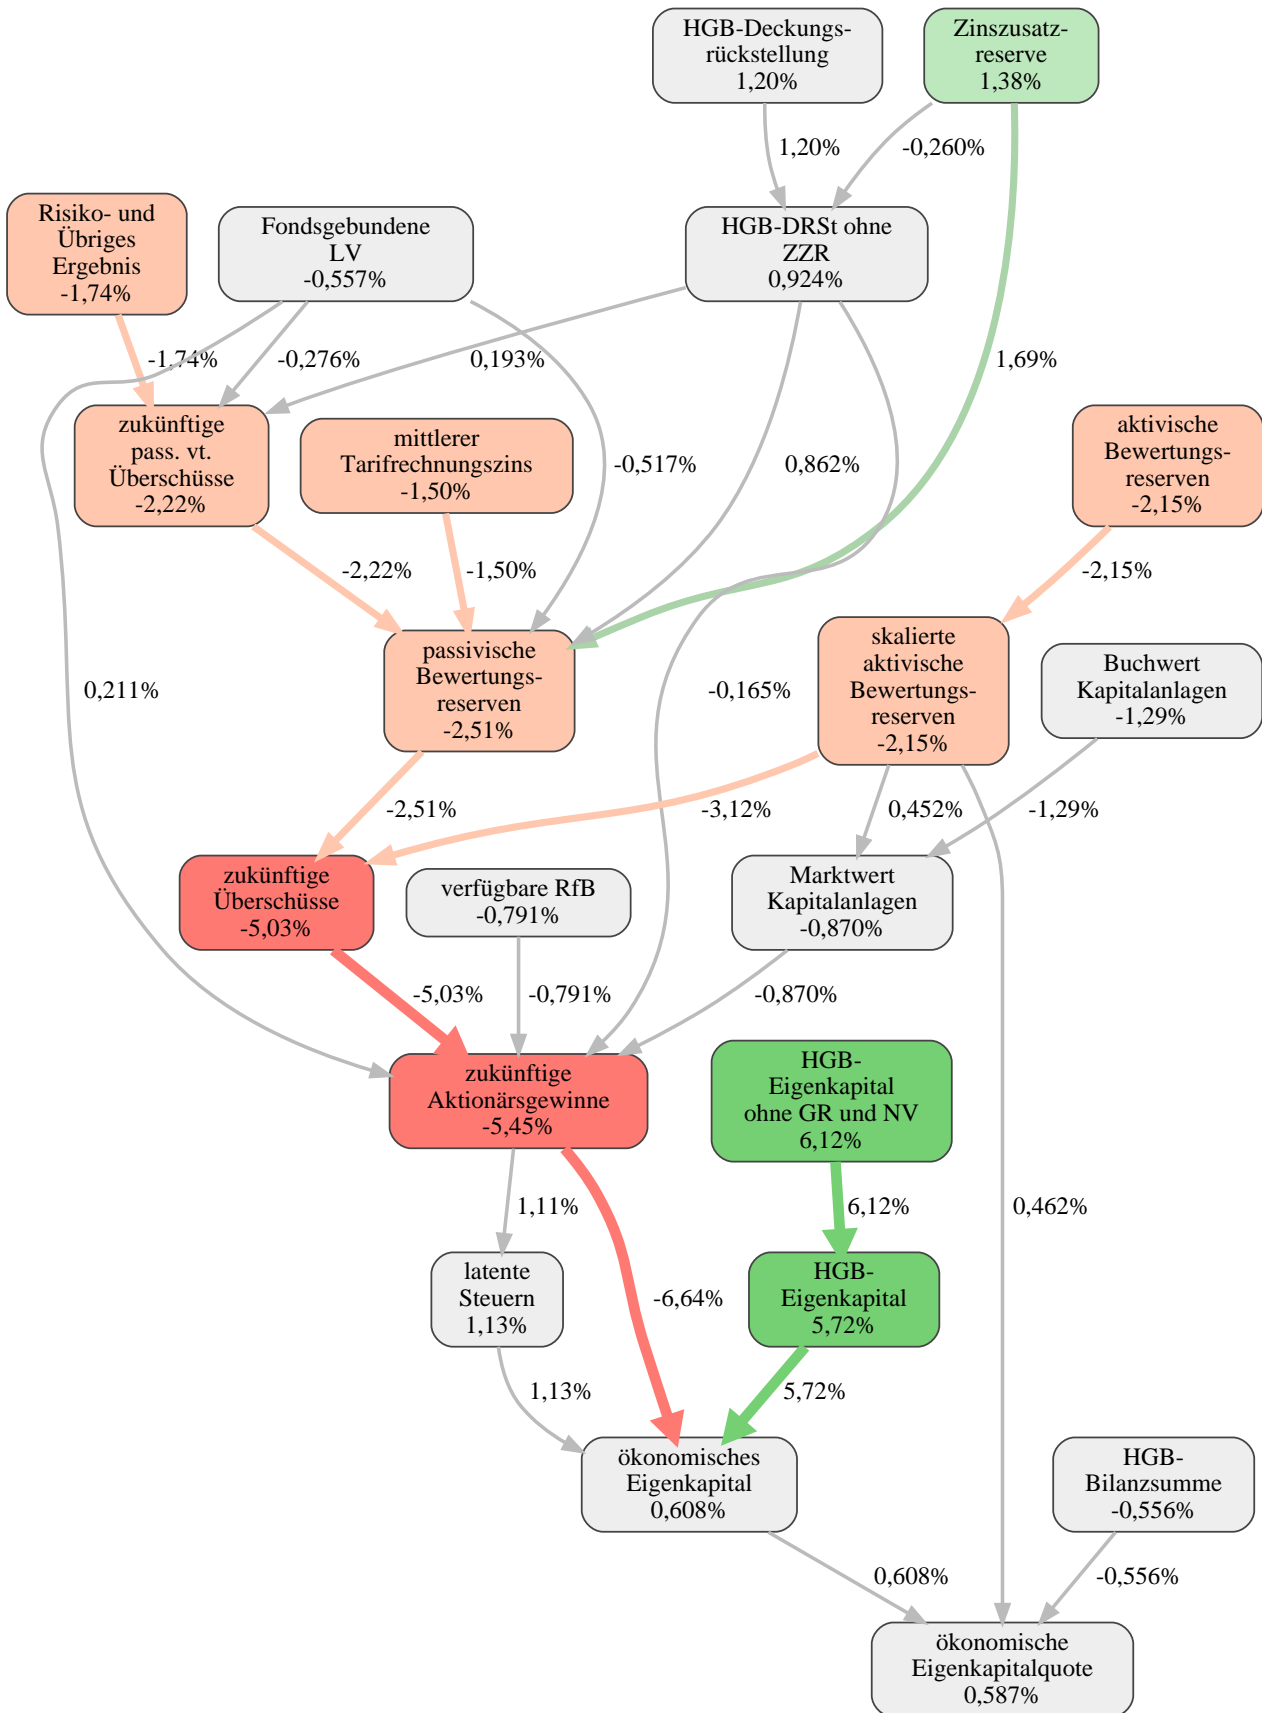 HGB-Deckungs-
rückstellung
1,20%
Zinszusatz-
reserve
1,38%
1,20%
-0,260%
Risiko- und
Übriges
Ergebnis
-1,74%
Fondsgebundene
LV
-0,557%
HGB-DRSt ohne
ZZR
0,924%
-1,74%
-0,276%
0,193%
1,69%
zukünftige
pass. vt.
Überschüsse
-2,22%
mittlerer
Tarifrechnungszins
-1,50%
-0,517%
0,862%
aktivische
Bewertungs-
reserven
-2,15%
-2,22%
-1,50%
-2,15%
0,211%
passivische
Bewertungs-
reserven
-2,51%
-0,165%
skalierte
aktivische
Bewertungs-
reserven
-2,15%
Buchwert
Kapitalanlagen
-1,29%
-2,51%
-3,12%
0,452%
-1,29%
zukünftige
Überschüsse
-5,03%
verfügbare RfB
-0,791%
Marktwert
Kapitalanlagen
-0,870%
-5,03%
-0,791%
-0,870%
zukünftige
Aktionärsgewinne
-5,45%
HGB-
Eigenkapital
ohne GR und NV
6,12%
1,11%
6,12%
0,462%
latente
Steuern
1,13%
-6,64%
HGB-
Eigenkapital
5,72%
1,13%
5,72%
ökonomisches
Eigenkapital
0,608%
HGB-
Bilanzsumme
-0,556%
0,608%
-0,556%
ökonomische
Eigenkapitalquote
0,587%